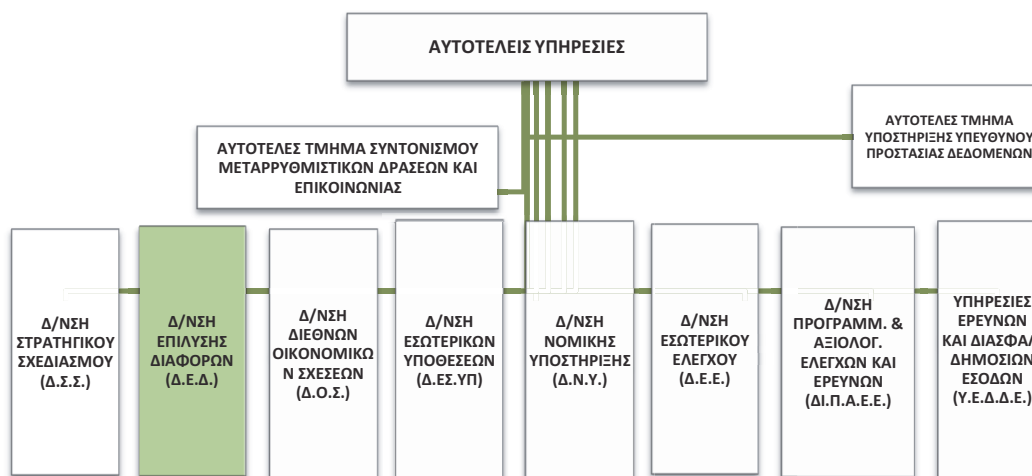 ΑΥΤΟΤΕΛΕΙΣ ΥΠΗΡΕΣΙΕΣ
ΑΥΤΟΤΕΛΕΣ ΤΜΗΜΑ ΣΥΝΤΟΝΙΣΜΟΥ
ΜΕΤΑΡΡΥΘΜΙΣΤΙΚΩΝ ΔΡΑΣΕΩΝ ΚΑΙ
ΕΠΙΚΟΙΝΩΝΙΑΣ
ΑΥΤΟΤΕΛΕΣ ΤΜΗΜΑ
ΥΠΟΣΤΗΡΙΞΗΣ ΥΠΕΥΘΥΝΟΥ
ΠΡΟΣΤΑΣΙΑΣ ΔΕΔΟΜΕΝΩΝ
Δ/ΝΣΗ
ΣΤΡΑΤΗΓΙΚΟΥ
ΣΧΕΔΙΑΣΜΟΥ
(Δ.Σ.Σ.)
Δ/ΝΣΗ
ΕΠΙΛΥΣΗΣ
ΔΙΑΦΟΡΩΝ
(Δ.Ε.Δ.)
Δ/ΝΣΗ
ΔΙΕΘΝΩΝ
ΟΙΚΟΝΟΜΙΚΩ
Ν ΣΧΕΣΕΩΝ
(Δ.Ο.Σ.)
Δ/ΝΣΗ
ΕΣΩΤΕΡΙΚΩΝ
ΥΠΟΘΕΣΕΩΝ
(Δ.ΕΣ.ΥΠ)
Δ/ΝΣΗ
ΝΟΜΙΚΗΣ
ΥΠΟΣΤΗΡΙΞΗΣ
(Δ.Ν.Υ.)
Δ/ΝΣΗ
ΕΣΩΤΕΡΙΚΟΥ
ΕΛΕΓΧΟΥ
(Δ.Ε.Ε.)
Δ/ΝΣΗ
ΠΡΟΓΡΑΜΜ. &
ΑΞΙΟΛΟΓ.
ΕΛΕΓΧΩΝ ΚΑΙ
ΕΡΕΥΝΩΝ
(ΔΙ.Π.Α.Ε.Ε.)
ΥΠΗΡΕΣΙΕΣ
ΕΡΕΥΝΩΝ
ΚΑΙ ΔΙΑΣΦΑΛ
ΔΗΜΟΣΙΩΝ
ΕΣΟΔΩΝ
(Υ.Ε.Δ.Δ.Ε.)